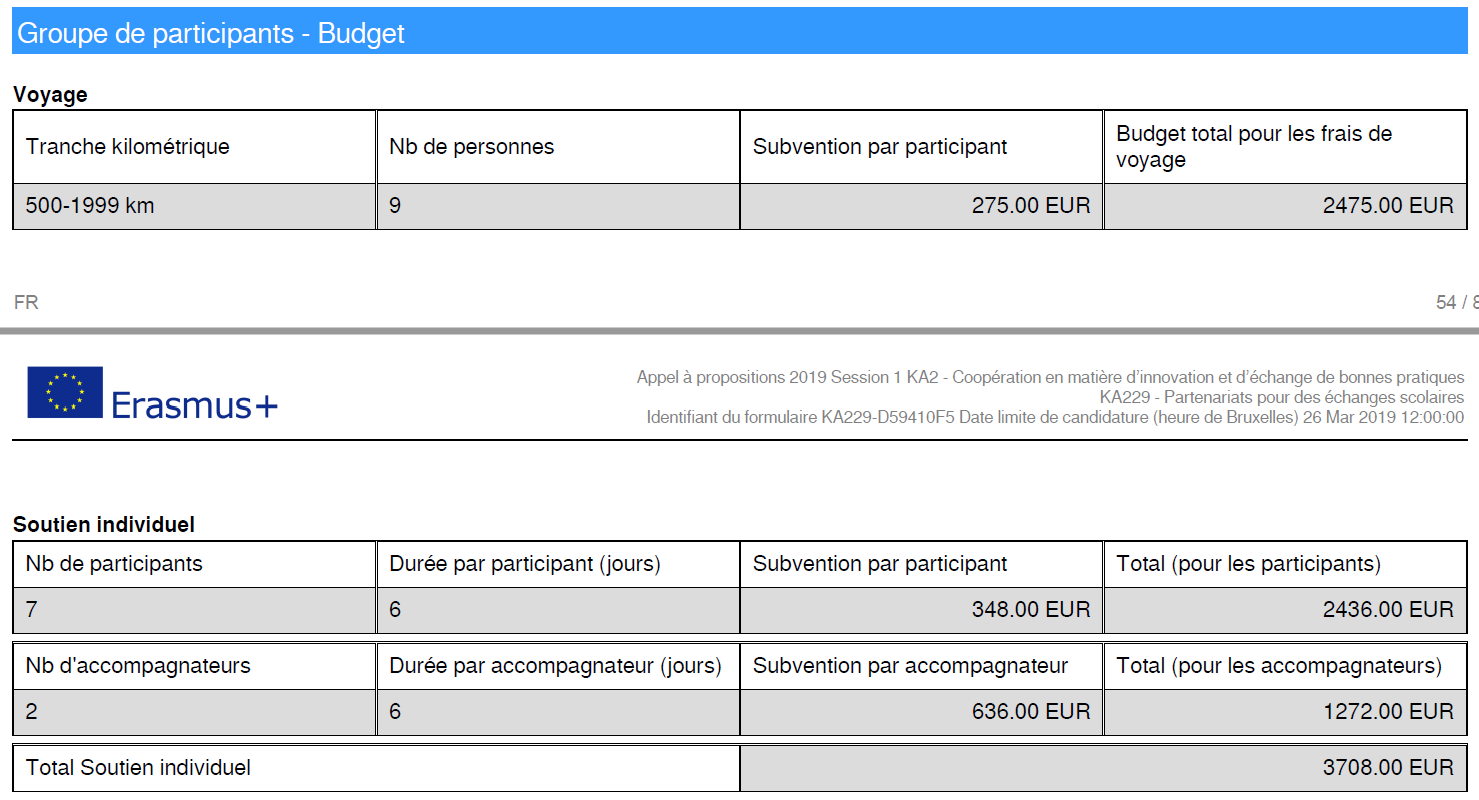 Groupe de participants - Budget
Voyage
Tranche kilométrique
Nb de personnes
Subvention par participant
Budget total pour les frais de
voyage
500-1999 km
9
275.00 EUR
2475.00 EUR
FR
54 / 8
Erasmus+
Appel à propositions 2019 Session 1 KA2 - Coopération en matière d’innovation et d’échange de bonnes pratiques
KA229 - Partenariats pour des échanges scolaires
Identifiant du formulaire KA229-D59410F5 Date limite de candidature (heure de Bruxelles) 26 Mar 2019 12:00:00
Soutien individuel
Nb de participants
Durée par participant (jours)
Subvention par participant
Total (pour les participants)
7
6
348.00 EUR
2436.00 EUR
Nb d'accompagnateurs
Durée par accompagnateur (jours)
Subvention par accompagnateur
Total (pour les accompagnateurs)
2
6
636.00 EUR
1272.00 EUR
Total Soutien individuel
3708.00 EUR